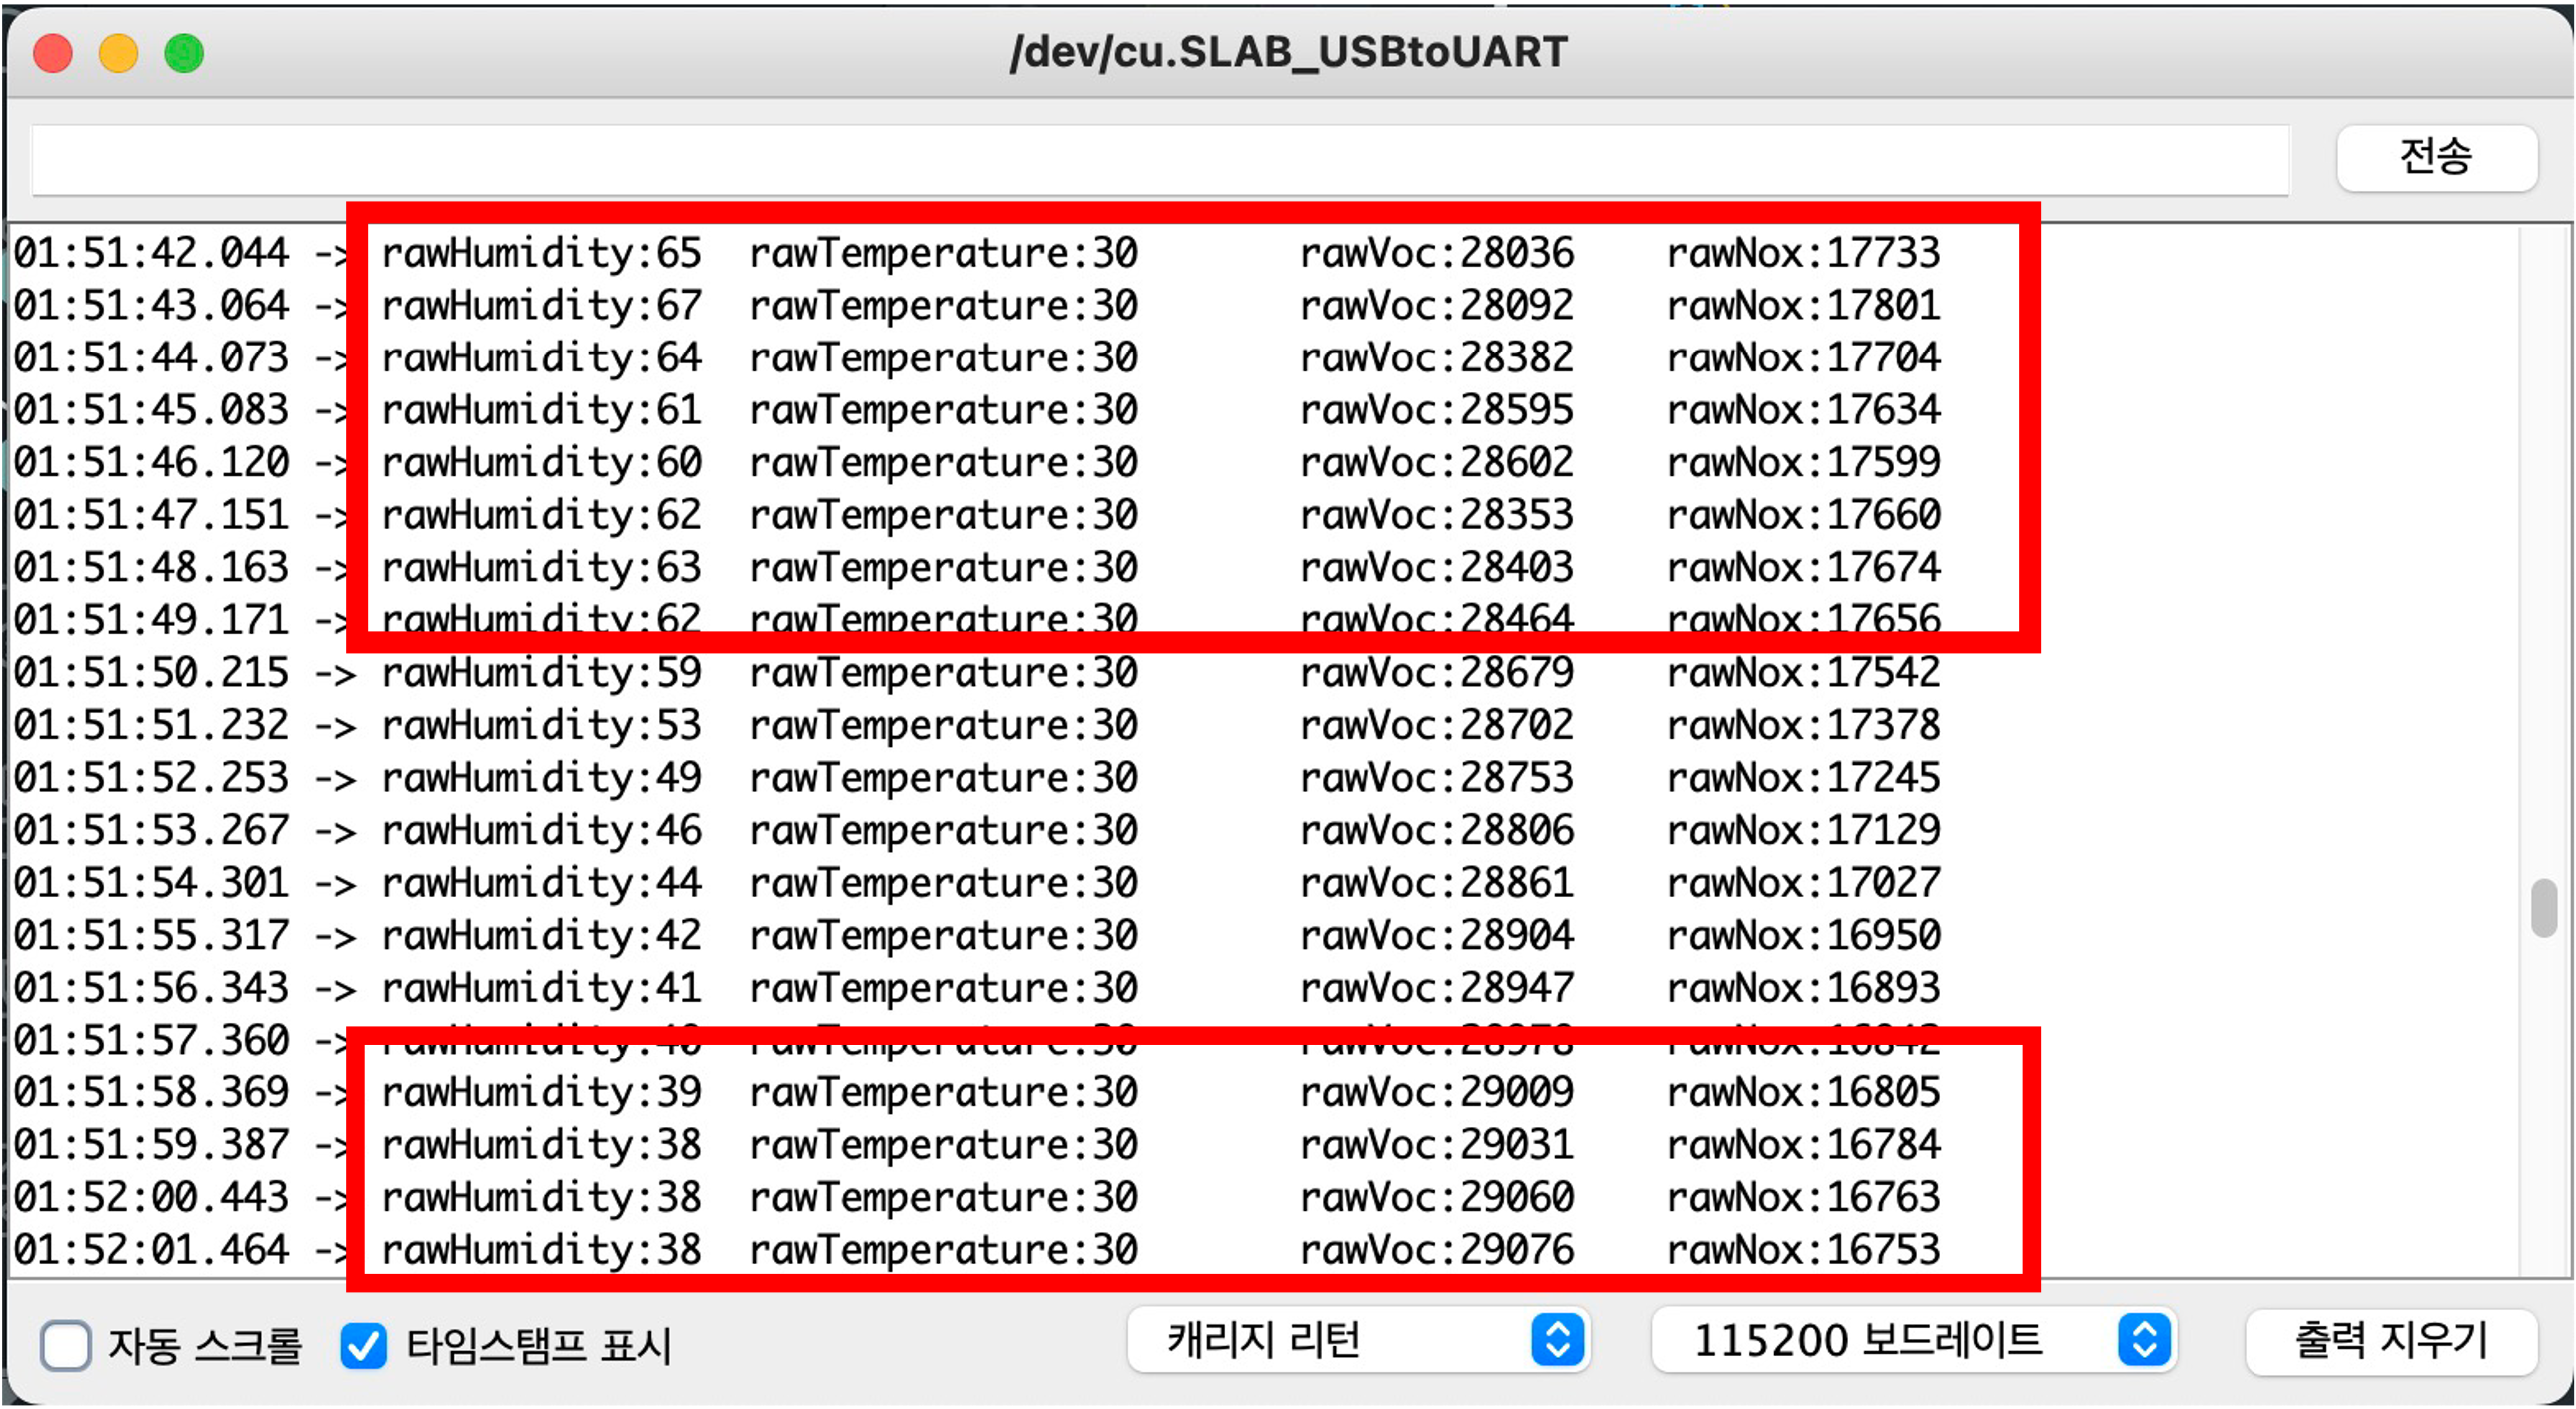 /dev/cu.SLAB_USBtoUART
전송
01:51:42.044 -> rawHumidity:65 rawTemperature:30 rawVoc:28036 rawNox:17733
01:51:43.064 -> rawHumidity:67 rawTemperature:30 rawVoc:28092 rawNox:17801
01:51:44.073 -> rawHumidity:64 rawTemperature:30 rawVoc:28382 rawNox:17704
01:51:45.083 -> rawHumidity:61 rawTemperature:30 rawVoc:28595 rawNox:17634
01:51:46.120 -> rawHumidity:60 rawTemperature:30 rawVoc:28602 rawNox:17599
01:51:47.151 -> rawHumidity:62 rawTemperature:30 rawVoc:28353 rawNox:17660
01:51:48.163 -> rawHumidity:63 rawTemperature:30 rawVoc:28403 rawNox:17674
01:51:49.171 -> rawHumidity:62 rawTemperature:30 rawVoc:28464 rawNox:17656
01:51:50.215 -> rawHumidity:59 rawTemperature:30 rawVoc:28679 rawNox:17542
01:51:51.232 -> rawHumidity:53 rawTemperature:30 rawVoc:28702 rawNox:17378
01:51:52.253 -> rawHumidity:49 rawTemperature:30 rawVoc:28753 rawNox:17245
01:51:53.267 -> rawHumidity:46 rawTemperature:30 rawVoc:28806 rawNox:17129
01:51:54.301 -> rawHumidity:44 rawTemperature:30 rawVoc:28861 rawNox:17027
01:51:55.317 -> rawHumidity:42 rawTemperature:30 rawVoc:28904 rawNox:16950
01:51:56.343 -> rawHumidity:41 rawTemperature:30 rawVoc:28947 rawNox:16893
01:51:57.360 -> rawHumidity:40 rawTemperature:30 rawVoc:28978 rawNox:16842
01:51:58.369 -> rawHumidity:39 rawTemperature:30 rawVoc:29009 rawNox:16805
01:51:59.387 -> rawHumidity:38 rawTemperature:30 rawVoc:29031 rawNox:16784
01:52:00.443 -> rawHumidity:38 rawTemperature:30 rawVoc:29060 rawNox:16763
01:52:01.464 -> rawHumidity:38 rawTemperature:30 rawVoc:29076 rawNox:16753
자동 스크롤 타임스탬프 표시 캐리지 리턴 115200 보드레이트 출력 지우기